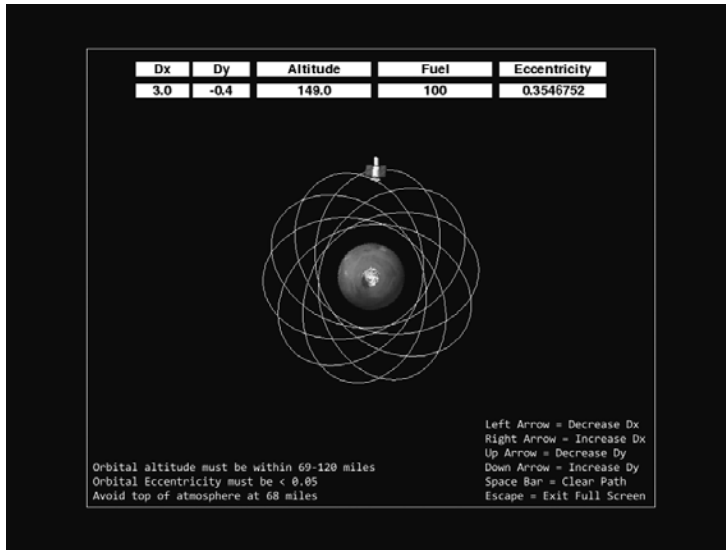 Dx Dy Altitude Fuel Eccentricity
3.0 -0.4 149.0 100 0.3546752
Left Arrow = Decrease Dx
Right Arrow = Increase Dx
Up Arrow = Decrease Dy
Down Arrow = Increase Dy
Space Bar = Clear Path
Escape = Exit Full Screen
Orbital altitude must be within 69-120 miles
Orbital Eccentricity must be < 0.05
Avoid top of atmosphere at 68 miles